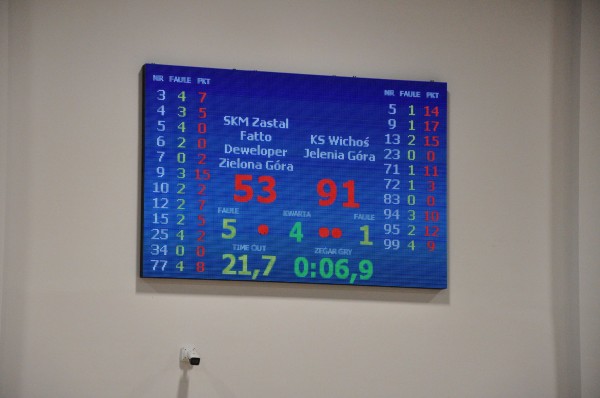 NR FAULE PKT
3 4 7
4 3 5
5 4 0
6 2 0
7 0 2
9 3 15
10 2 2
12 2 7
15 2 5
25 4 2
34 0 0
77 4 8
SKM Zastal
Fatto
Deweloper
Zielona Góra
53
KS Wichoś
Jelenia Góra
91
FAULE KWARTA FAULE
5 4 1
TIME OUT ZEGAR GRY
21,7 0:06,9
NR FAULE PKT
5 1 14
9 1 17
13 2 15
23 0 0
71 1 11
72 1 3
83 0 0
94 3 10
95 2 12
99 4 9